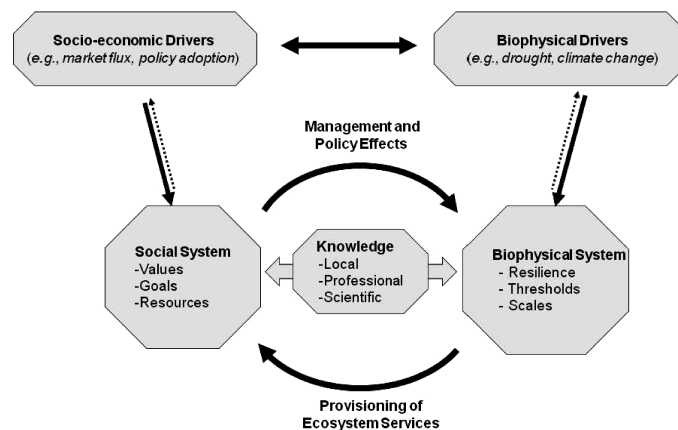 Socio-economic Drivers
(e.g., market flux, policy adoption)
Biophysical Drivers
(e.g., drought, climate change)
Management and
Policy Effects
Social System
-Values
-Goals
-Resources
Knowledge
-Local
-Professional
-Scientific
Biophysical System
- Resilience
- Thresholds
- Scales
Provisioning of
Ecosystem Services